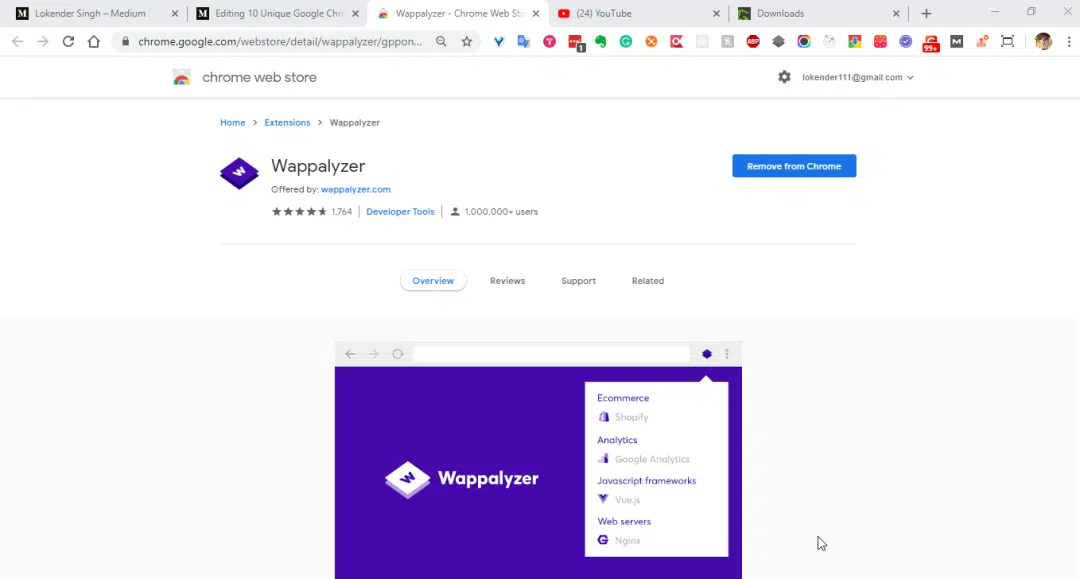 Lokender Singh – Medium
Editing 10 Unique Google Chr
Wappalyzer - Chrome Web Sto
(24) YouTube
Downloads
chrome.google.com/webstore/detail/wappalyzer/gppon...
1
ABP
99+
M
chrome web store
lokender111@gmail.com
Home > Extensions > Wappalyzer
Wappalyzer
Remove from Chrome
Offered by: wappalyzer.com
1,764
Developer Tools
1,000,000+ users
Overview
Reviews
Support
Related
Ecommerce
Shopify
Analytics
Google Analytics
Wappalyzer
Javascript frameworks
Vue.js
Web servers
Nginx